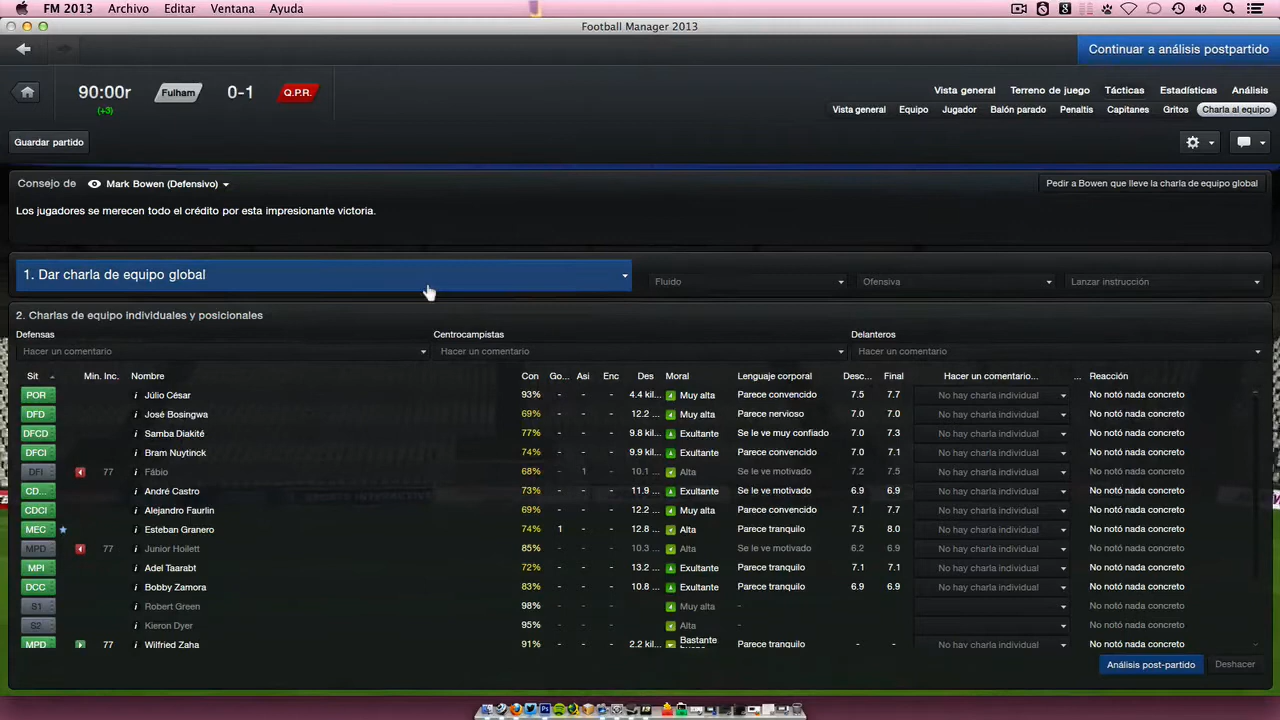 FM 2013 Archivo Editar Ventana Ayuda
Football Manager 2013
Continuar a análisis postpartido
90:00r Fulham 0-1 Q.P.R.
(+3)
Vista general Terreno de juego Tácticas Estadísticas Análisis
Vista general Equipo Jugador Balón parado Penaltis Capitanes Gritos Charla al equipo
Guardar partido
Consejo de Mark Bowen (Defensivo) Pedir a Bowen que lleve la charla de equipo global
Los jugadores se merecen todo el crédito por esta impresionante victoria.
1. Dar charla de equipo global Fluido Ofensiva Lanzar instrucción
2. Charlas de equipo individuales y posicionales
Defensas Centrocampistas Delanteros
Hacer un comentario Hacer un comentario Hacer un comentario
Sit Min. Inc. Nombre Con Go... Asi Enc Des Moral Lenguaje corporal Desc... Final Hacer un comentario... ... Reacción
POR i Júlio César 93% - - - 4.4 kil... Muy alta Parece convencido 7.5 7.7 No hay charla individual No notó nada concreto
DFD i José Bosingwa 69% - - - 12.2 ... Muy alta Parece nervioso 7.0 7.0 No hay charla individual No notó nada concreto
DFCD i Samba Diakité 77% - - - 9.8 kil... Exultante Se le ve muy confiado 7.0 7.3 No hay charla individual No notó nada concreto
DFCI i Bram Nuytinck 74% - - - 9.9 kil... Exultante Parece convencido 7.0 7.1 No hay charla individual No notó nada concreto
DFI 77 i Fábio 68% - 1 - 10.1 ... Alta Se le ve motivado 7.2 7.5 No hay charla individual No notó nada concreto
CD... i André Castro 73% - - - 11.9 ... Exultante Se le ve motivado 6.9 6.9 No hay charla individual No notó nada concreto
CDCI i Alejandro Faurlin 69% - - - 12.2 ... Muy alta Parece convencido 7.1 7.7 No hay charla individual No notó nada concreto
MEC i Esteban Granero 74% 1 - - 12.8 ... Alta Parece tranquilo 7.5 8.0 No hay charla individual No notó nada concreto
MPD 77 i Junior Hoilett 85% - - - 10.3 ... Alta Se le ve motivado 6.2 6.9 No hay charla individual No notó nada concreto
MPI i Adel Taarabt 72% - - - 13.2 ... Exultante Parece tranquilo 7.1 7.1 No hay charla individual No notó nada concreto
DCC i Bobby Zamora 83% - - - 10.8 ... Exultante Parece tranquilo 6.9 6.9 No hay charla individual No notó nada concreto
S1 i Robert Green 98% Muy alta - No notó nada concreto
S2 i Kieron Dyer 95% Alta - No notó nada concreto
MPD 77 i Wilfried Zaha 91% - - - 2.2 kil... Bastante Parece tranquilo - - No hay charla individual No notó nada concreto
Análisis post-partido Deshacer